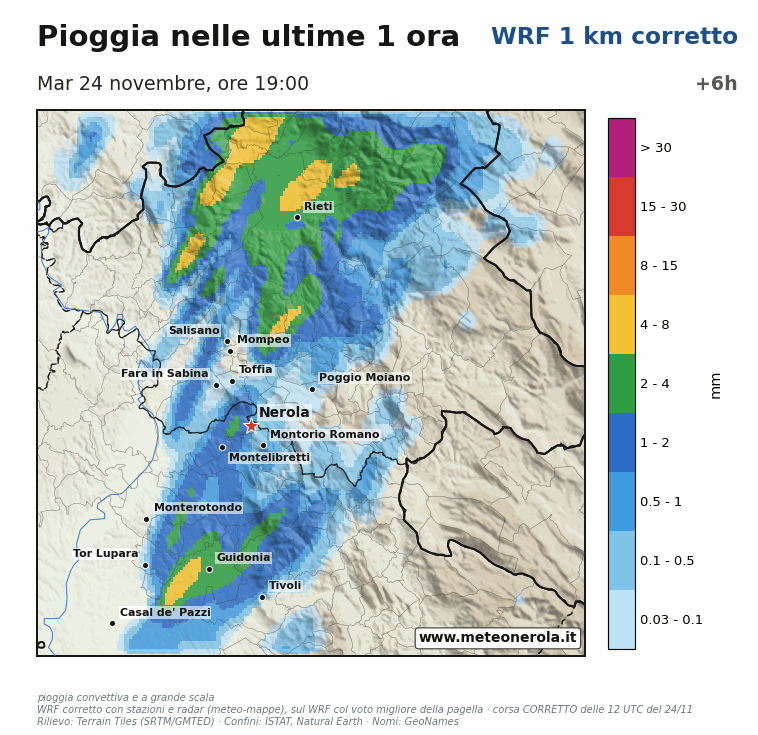 Pioggia nelle ultime 1 ora
WRF 1 km corretto
Mar 24 novembre, ore 19:00
+6h
Rieti
Salisano
Mompeo
Fara in Sabina
Toffia
Poggio Moiano
Nerola
Montorio Romano
Montelibretti
Monterotondo
Tor Lupara
Guidonia
Tivoli
Casal de' Pazzi
www.meteonerola.it
> 30
15 - 30
8 - 15
4 - 8
2 - 4
1 - 2
0.5 - 1
0.1 - 0.5
0.03 - 0.1
mm
pioggia convettiva e a grande scala
WRF corretto con stazioni e radar (meteo-mappe), sul WRF col voto migliore della pagella · corsa CORRETTO delle 12 UTC del 24/11
Rilievo: Terrain Tiles (SRTM/GMTED) · Confini: ISTAT, Natural Earth · Nomi: GeoNames